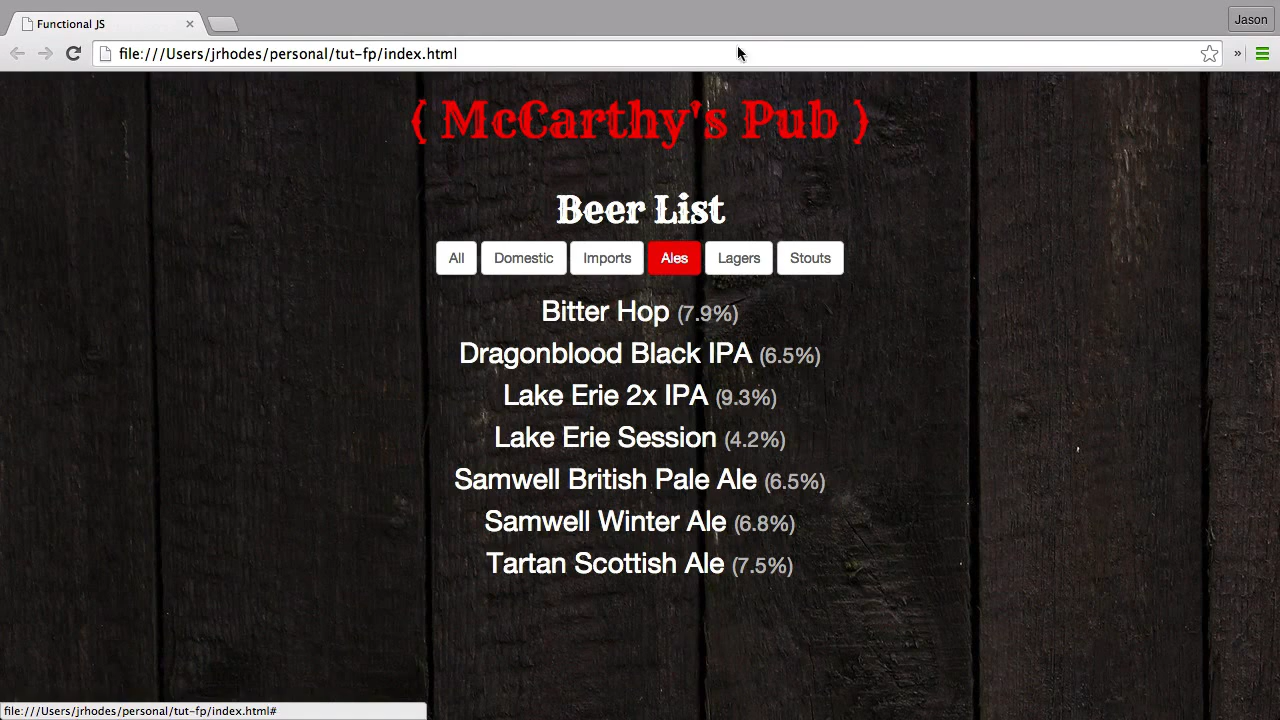 Functional JS
Jason
file:///Users/jrhodes/personal/tut-fp/index.html
{ McCarthy's Pub }
Beer List
All Domestic Imports Ales Lagers Stouts
Bitter Hop (7.9%)
Dragonblood Black IPA (6.5%)
Lake Erie 2x IPA (9.3%)
Lake Erie Session (4.2%)
Samwell British Pale Ale (6.5%)
Samwell Winter Ale (6.8%)
Tartan Scottish Ale (7.5%)
file:///Users/jrhodes/personal/tut-fp/index.html#